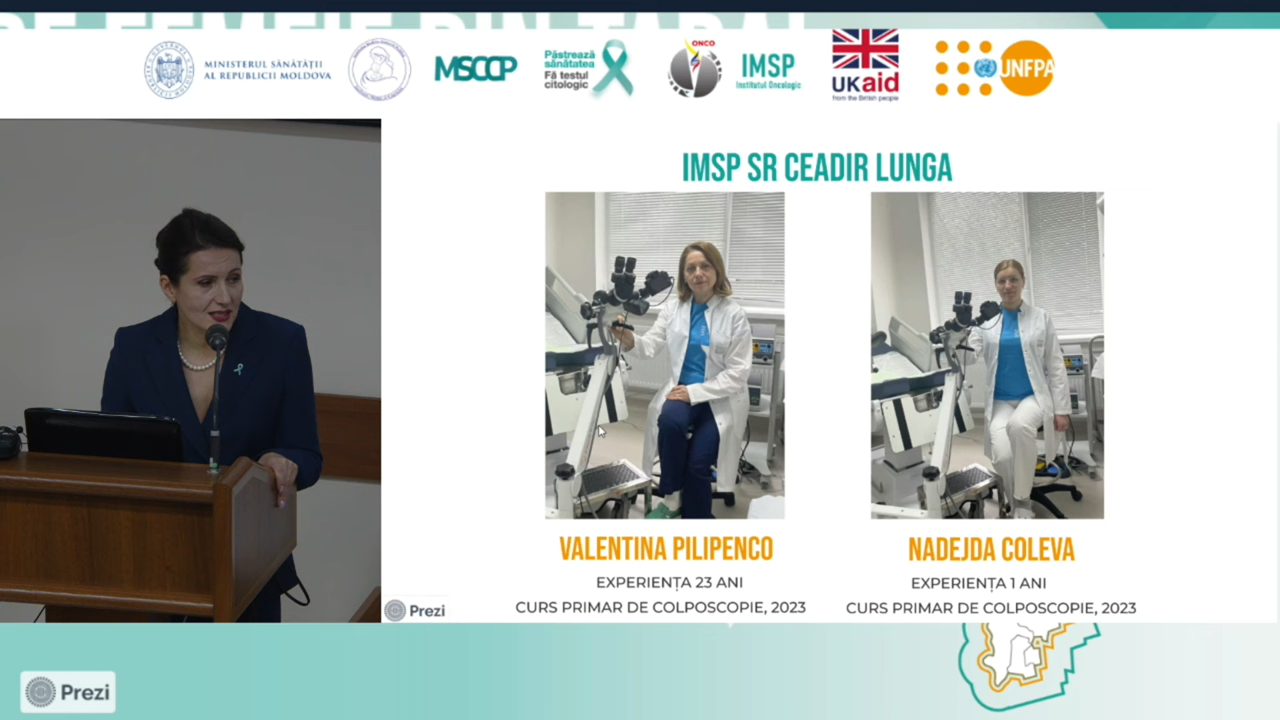 MINISTERUL SĂNĂTĂȚII
AL REPUBLICII MOLDOVA
MSCCP
Păstrează
sănătatea
Fă testul
citologic
ONCO
IMSP
Institutul Oncologic
UKaid
from the British people
UNFPA
IMSP SR CEADIR LUNGA
VALENTINA PILIPENCO
EXPERIENȚA 23 ANI
CURS PRIMAR DE COLPOSCOPIE, 2023
NADEJDA COLEVA
EXPERIENȚA 1 ANI
CURS PRIMAR DE COLPOSCOPIE, 2023
Prezi
Prezi